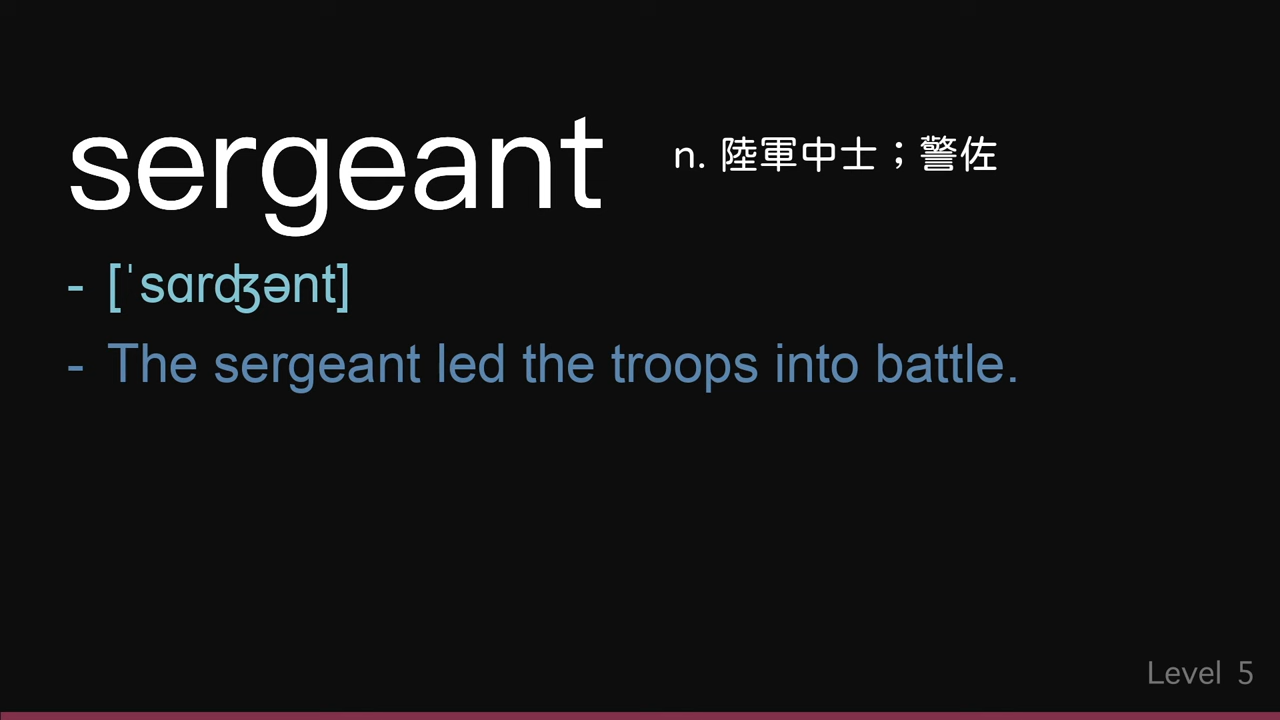 sergeant n. 陸軍中士；警佐
- [ˈsɑrʤənt]
- The sergeant led the troops into battle.
Level 5